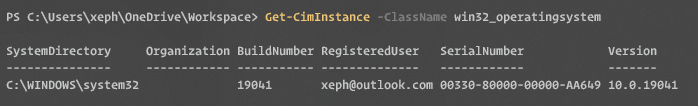 PS C:\Users\xeph\OneDrive\Workspace> Get-CimInstance -ClassName win32_operatingsystem
SystemDirectory Organization BuildNumber RegisteredUser SerialNumber Version
--------------- ------------ ----------- -------------- ------------ -------
C:\WINDOWS\system32 19041 xeph@outlook.com 00330-80000-00000-AA649 10.0.19041